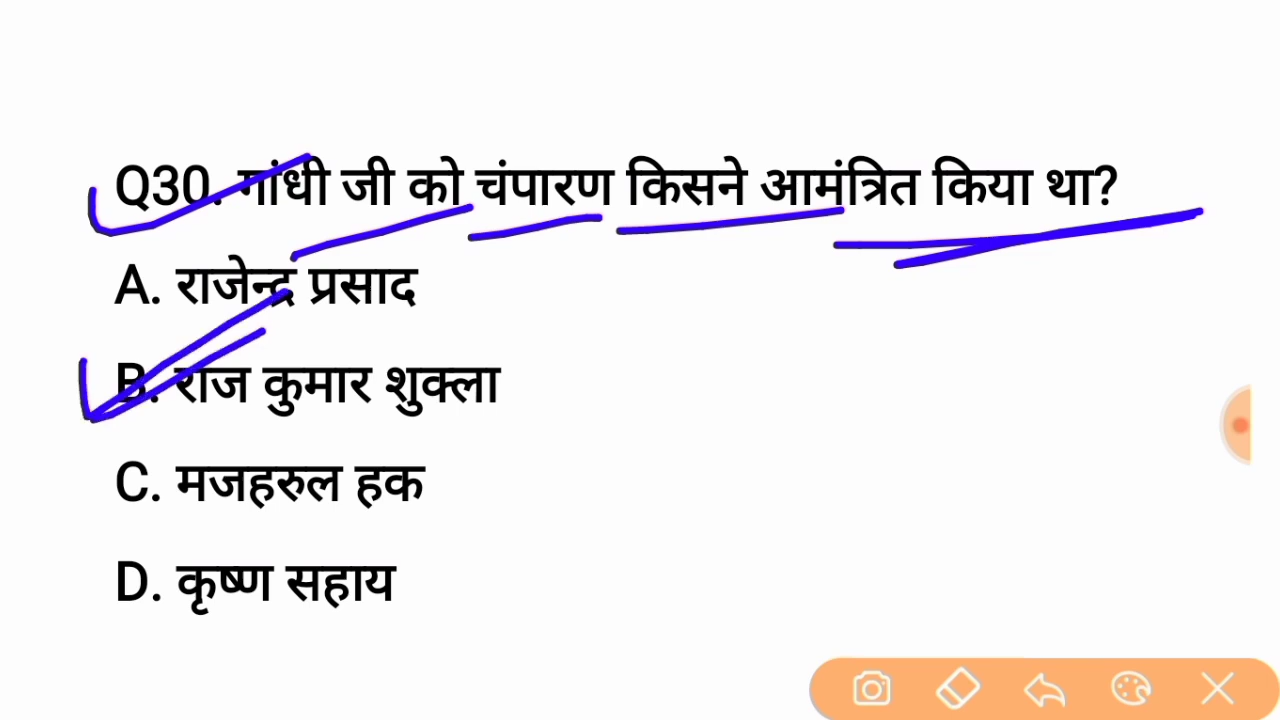 Q30. गांधी जी को चंपारण किसने आमंत्रित किया था?
A. राजेन्द्र प्रसाद
B. राज कुमार शुक्ला
C. मजहरुल हक
D. कृष्ण सहाय